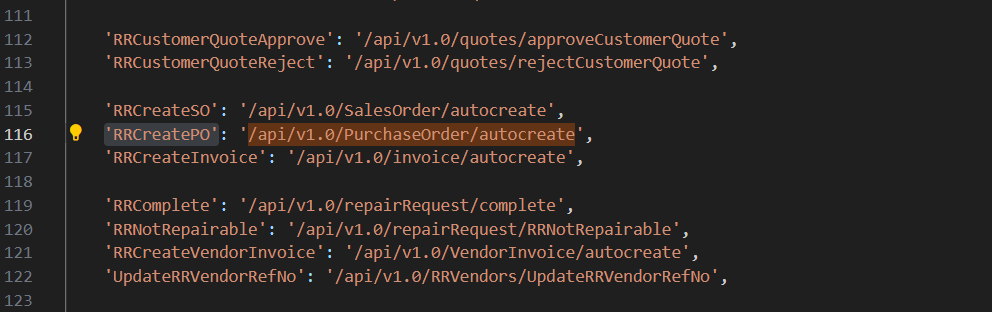 111
112 'RRCustomerQuoteApprove': '/api/v1.0/quotes/approveCustomerQuote',
113 'RRCustomerQuoteReject': '/api/v1.0/quotes/rejectCustomerQuote',
114
115 'RRCreateSO': '/api/v1.0/SalesOrder/autocreate',
116 'RRCreatePO': '/api/v1.0/PurchaseOrder/autocreate',
117 'RRCreateInvoice': '/api/v1.0/invoice/autocreate',
118
119 'RRComplete': '/api/v1.0/repairRequest/complete',
120 'RRNotRepairable': '/api/v1.0/repairRequest/RRNotRepairable',
121 'RRCreateVendorInvoice': '/api/v1.0/VendorInvoice/autocreate',
122 'UpdateRRVendorRefNo': '/api/v1.0/RRVendors/UpdateRRVendorRefNo',
123